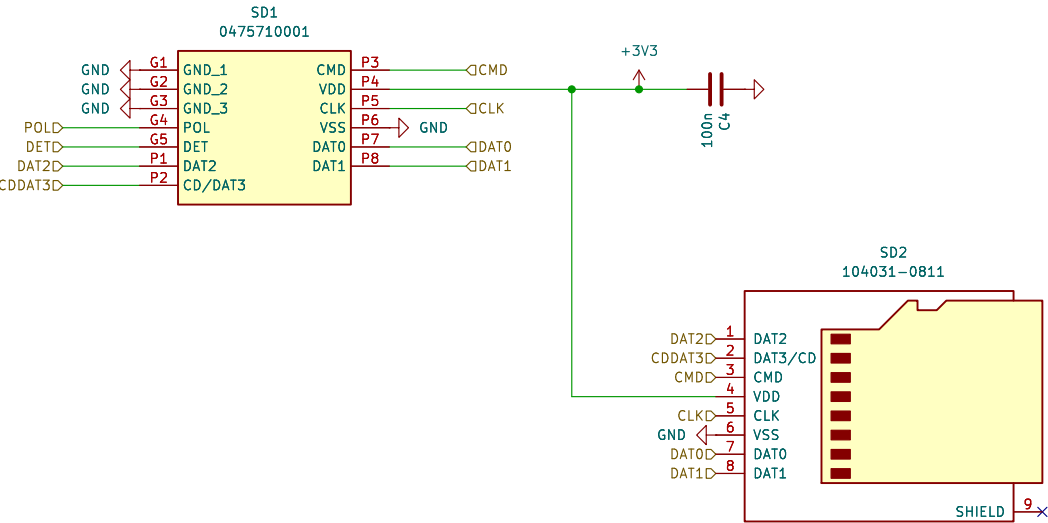 SD1
0475710001
+3V3
GND G1 GND_1 CMD P3 CMD
GND G2 GND_2 VDD P4
GND G3 GND_3 CLK P5 CLK
POL G4 POL VSS P6 GND
DET G5 DET DAT0 P7 DAT0
DAT2 P1 DAT2 DAT1 P8 DAT1
CDDAT3 P2 CD/DAT3
100n
C4
SD2
104031-0811
DAT2 1 DAT2
CDDAT3 2 DAT3/CD
CMD 3 CMD
4 VDD
CLK 5 CLK
GND 6 VSS
DAT0 7 DAT0
DAT1 8 DAT1
SHIELD 9